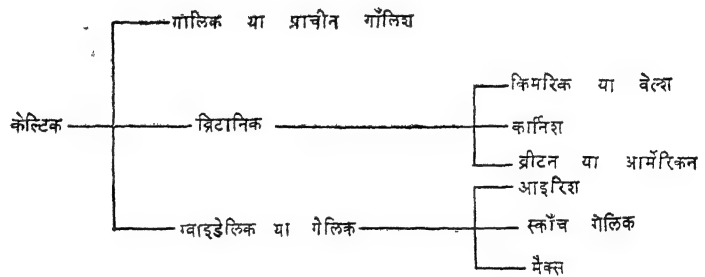 गालिक या प्राचीन गॉलिश
किमरिक या वेल्श
केल्टिक
ब्रिटानिक
कार्निश
ब्रीटन या आर्मेरिकन
आइरिश
ग्वाइडेलिक या गेलिक
स्कॉच गेलिक
मैक्स